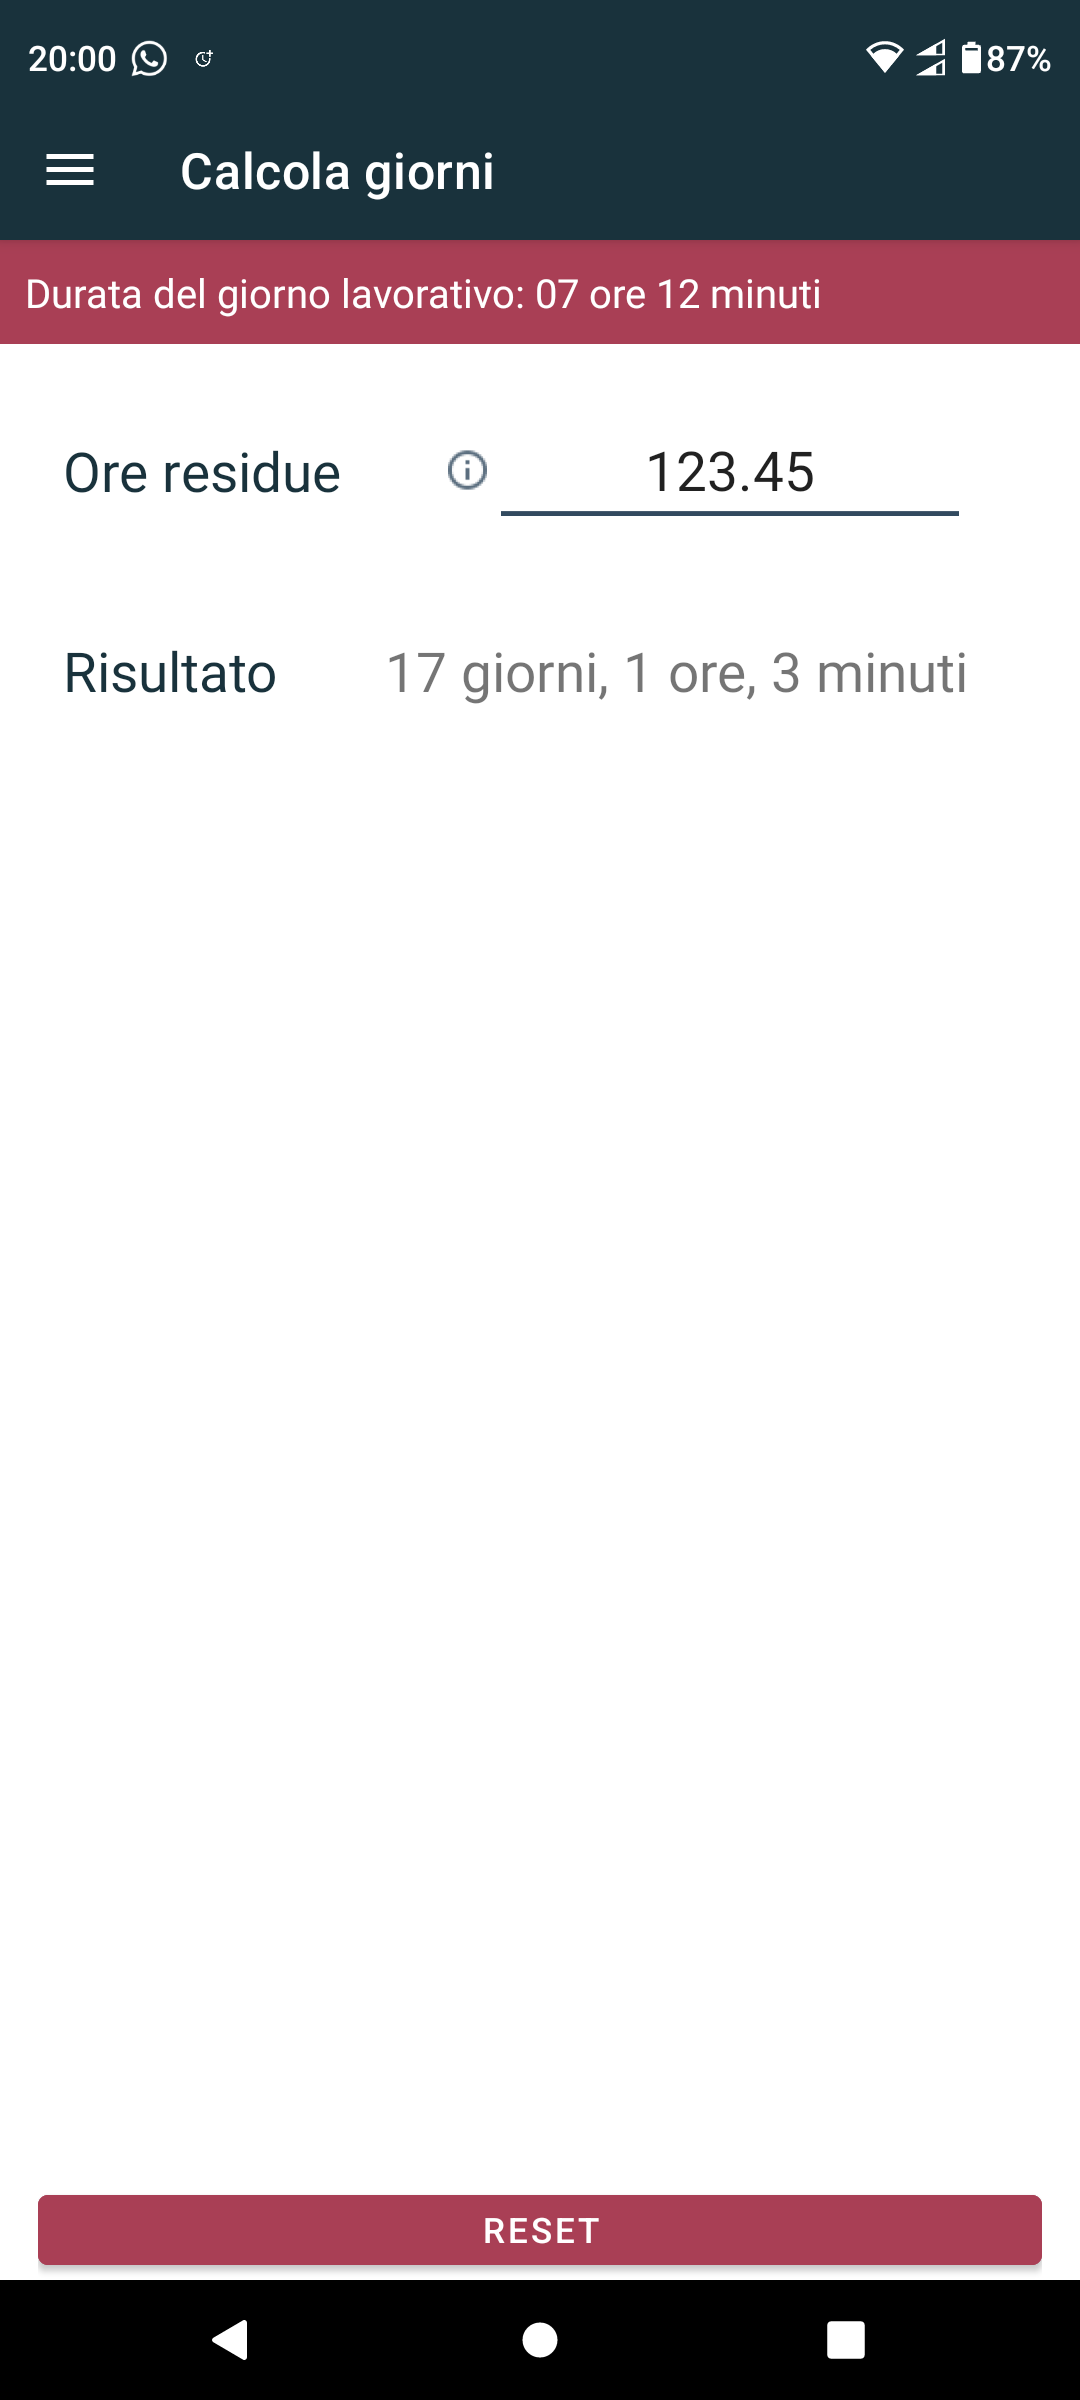 20:00 87%
Calcola giorni
Durata del giorno lavorativo: 07 ore 12 minuti
Ore residue 123.45
Risultato 17 giorni, 1 ore, 3 minuti
RESET